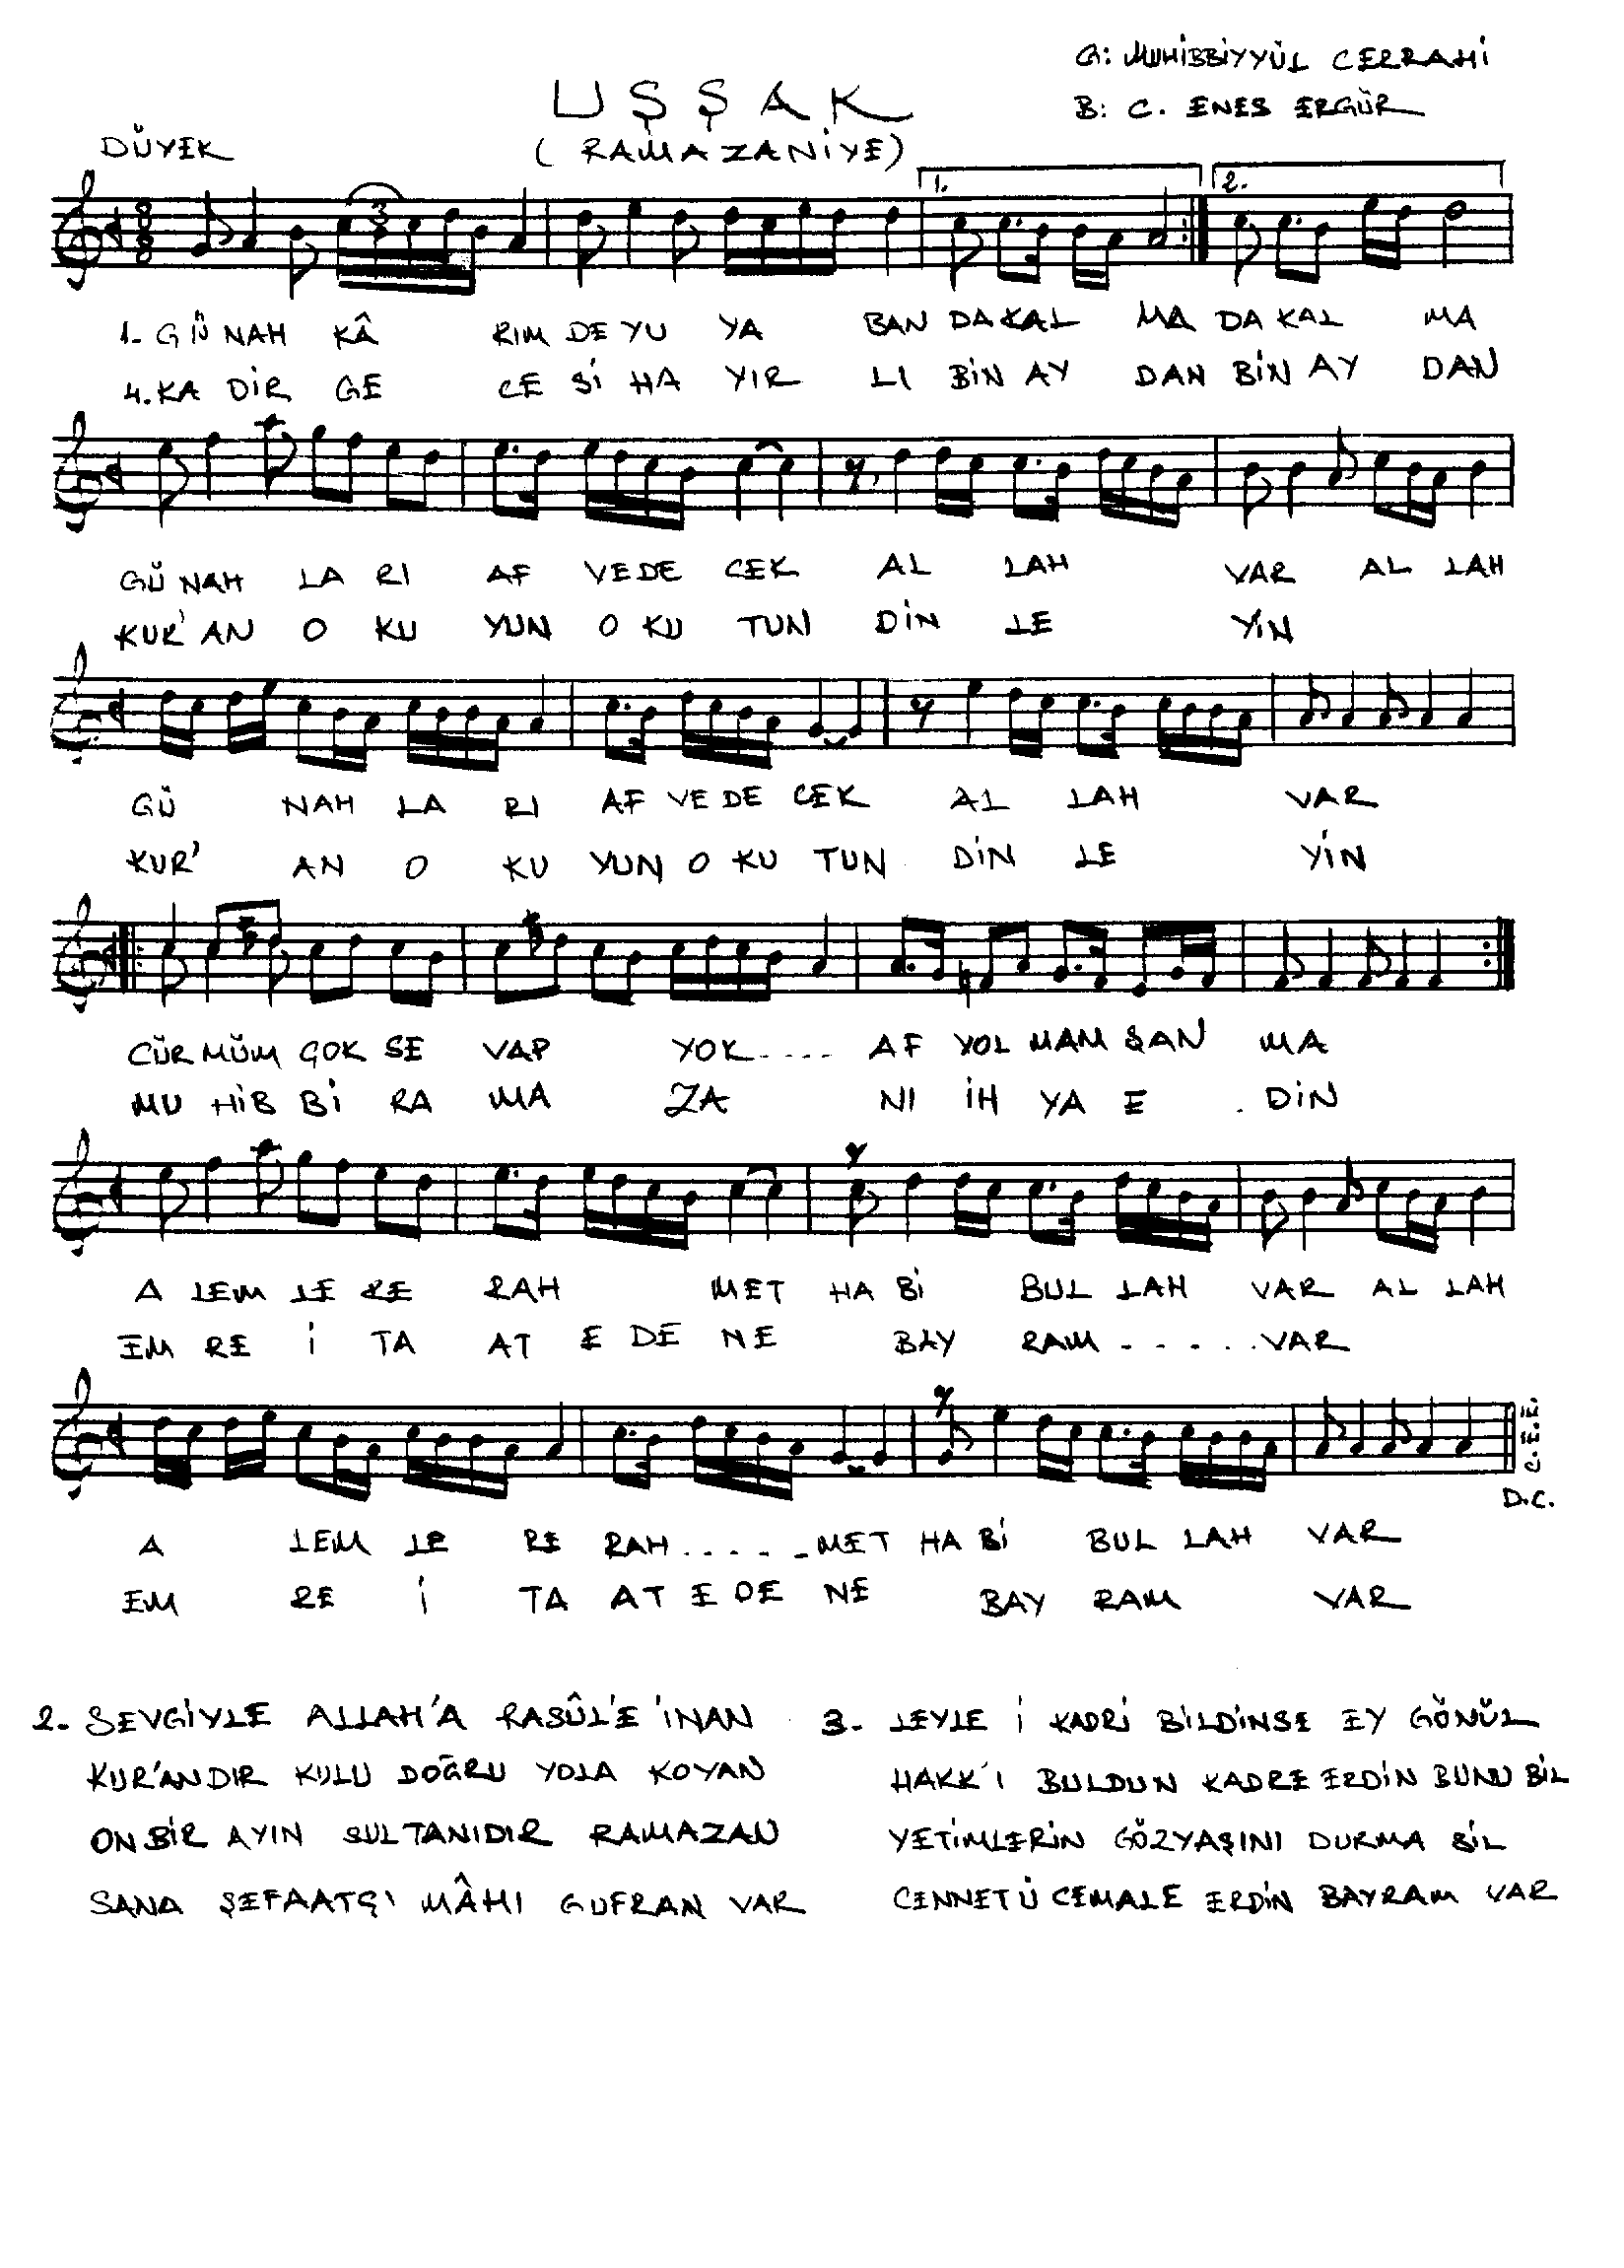 G: MUHİBBİYYÜL CERRAHİ
UŞŞAK
B: C. ENES ERGÜR
DÜYEK
( RAMAZANİYE)
1. 2.
8
8
3
1- GÜ NAH KÂ RIM DE YU YA BAN DA KAL MA DA KAL MA
4. KA DİR GE CE Sİ HA YIR LI BİN AY DAN BİN AY DAN
GÜ NAH LA RI AF VE DE CEK AL LAH VAR AL LAH
KUR' AN O KU YUN O KU TUN DİN LE YİN
GÜ NAH LA RI AF VE DE CEK AL LAH VAR
KUR' AN O KU YUN O KU TUN DİN LE YİN
CÜR MÜM ÇOK SE VAP YOK.... AF YOL MAM ŞAN MA
MU HİB Bİ RA MA ZA NI İH YA E DİN
A LEM LE RE RAH MET HA Bİ BUL LAH VAR AL LAH
EM RE İ TA AT E DE NE BAY RAM . - . . . . VAR
C.E.E.
D.C.
A LEM LE RE RAH . . . . . MET HA Bİ BUL LAH VAR
EM RE İ TA AT E DE NE BAY RAM VAR
2- SEVGİYLE ALLAH'A RASÛL'E İNAN
KUR'ANDIR KULU DOĞRU YOLA KOYAN
ON BİR AYIN SULTANIDIR RAMAZAN
SANA ŞEFAATÇI MÂHI GUFRAN VAR
3- LEYLE İ KADRİ BİLDİNSE EY GÖNÜL
HAKK'I BULDUN KADRE ERDİN BUNU BİL
YETİMLERİN GÖZYAŞINI DURMA SİL
CENNETÜ CEMALE ERDİN BAYRAM VAR